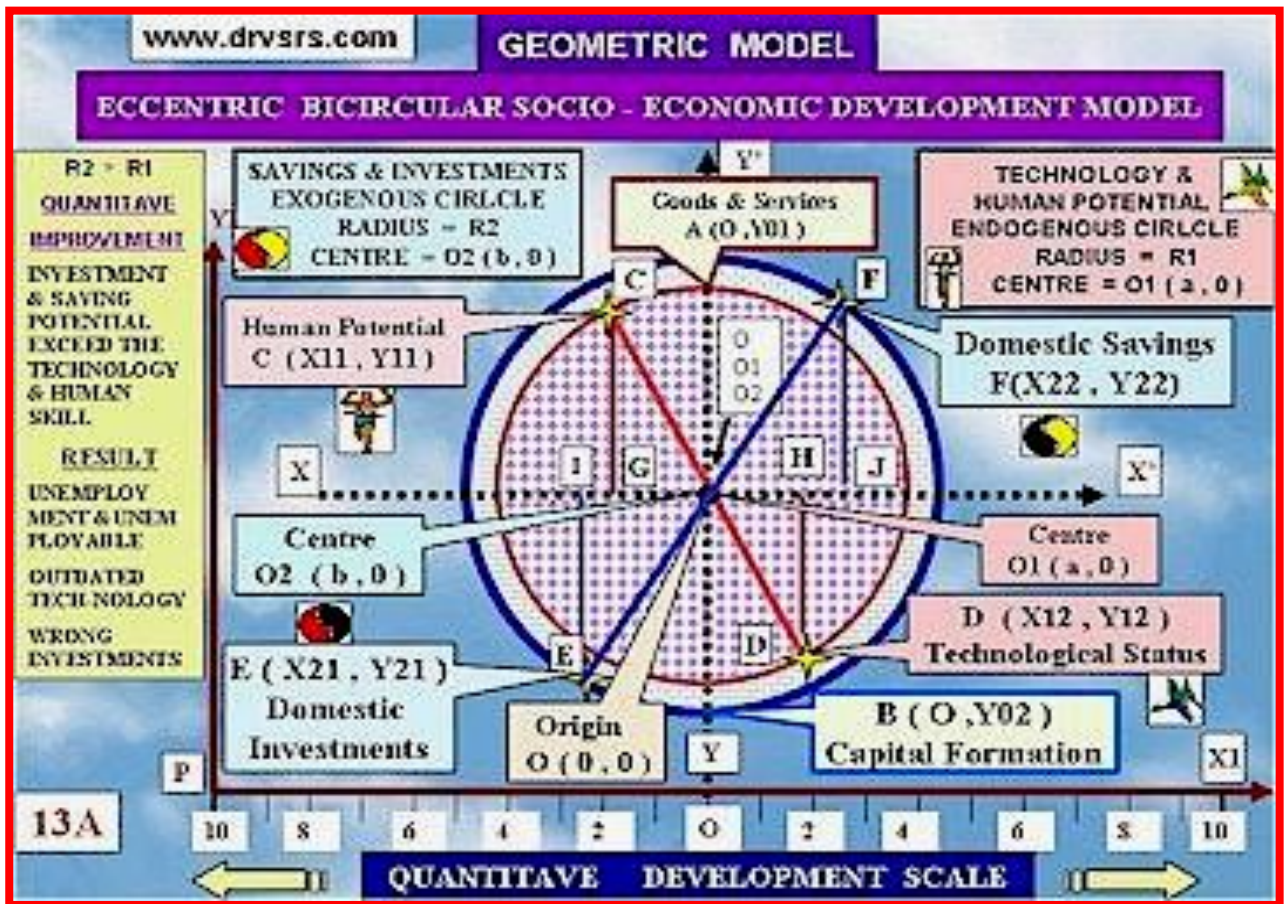 www.drvsrs.com
GEOMETRIC MODEL
ECCENTRIC BICIRCULAR SOCIO - ECONOMIC DEVELOPMENT MODEL
R2 > R1
QUANTITAVE
IMPROVEMENT
INVESTMENT
& SAVING
POTENTIAL
EXCEED THE
TECHNOLOGY
& HUMAN
SKILL
RESULT
UNEMPLOY
MENT & UNEM
PLOYABLE
OUTDATED
TECH NOLOGY
WRONG
INVESTMENTS
Y
SAVINGS & INVESTMENTS
EXOGENOUS CIRLCLE
RADIUS = R2
CENTRE = O2 (b, 0)
Y'
Goods & Services
A (O ,Y01)
TECHNOLOGY &
HUMAN POTENTIAL
ENDOGENOUS CIRLCLE
RADIUS = R1
CENTRE = O1 ( a , 0 )
C
F
Human Potential
C (X11 , Y11)
O
O1
O2
Domestic Savings
F(X22 , Y22)
I
G
H
J
X
X'
Centre
O2 (b , 0)
Centre
O1 ( a , 0)
E
D
D ( X12 , Y12 )
Technological Status
E ( X21 , Y21 )
Domestic
Investments
Origin
O ( 0 , 0 )
Y
B ( O , Y02 )
Capital Formation
P
X1
13A
10 8 6 4 2 O 2 4 6 8 10
QUANTITAVE DEVELOPMENT SCALE